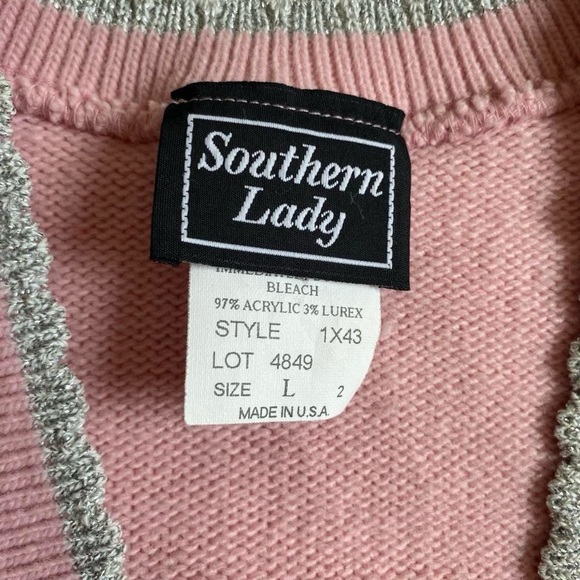 Southern
Lady
BLEACH
97% ACRYLIC 3% LUREX
STYLE 1X43
LOT 4849
SIZE L 2
MADE IN U.S.A.